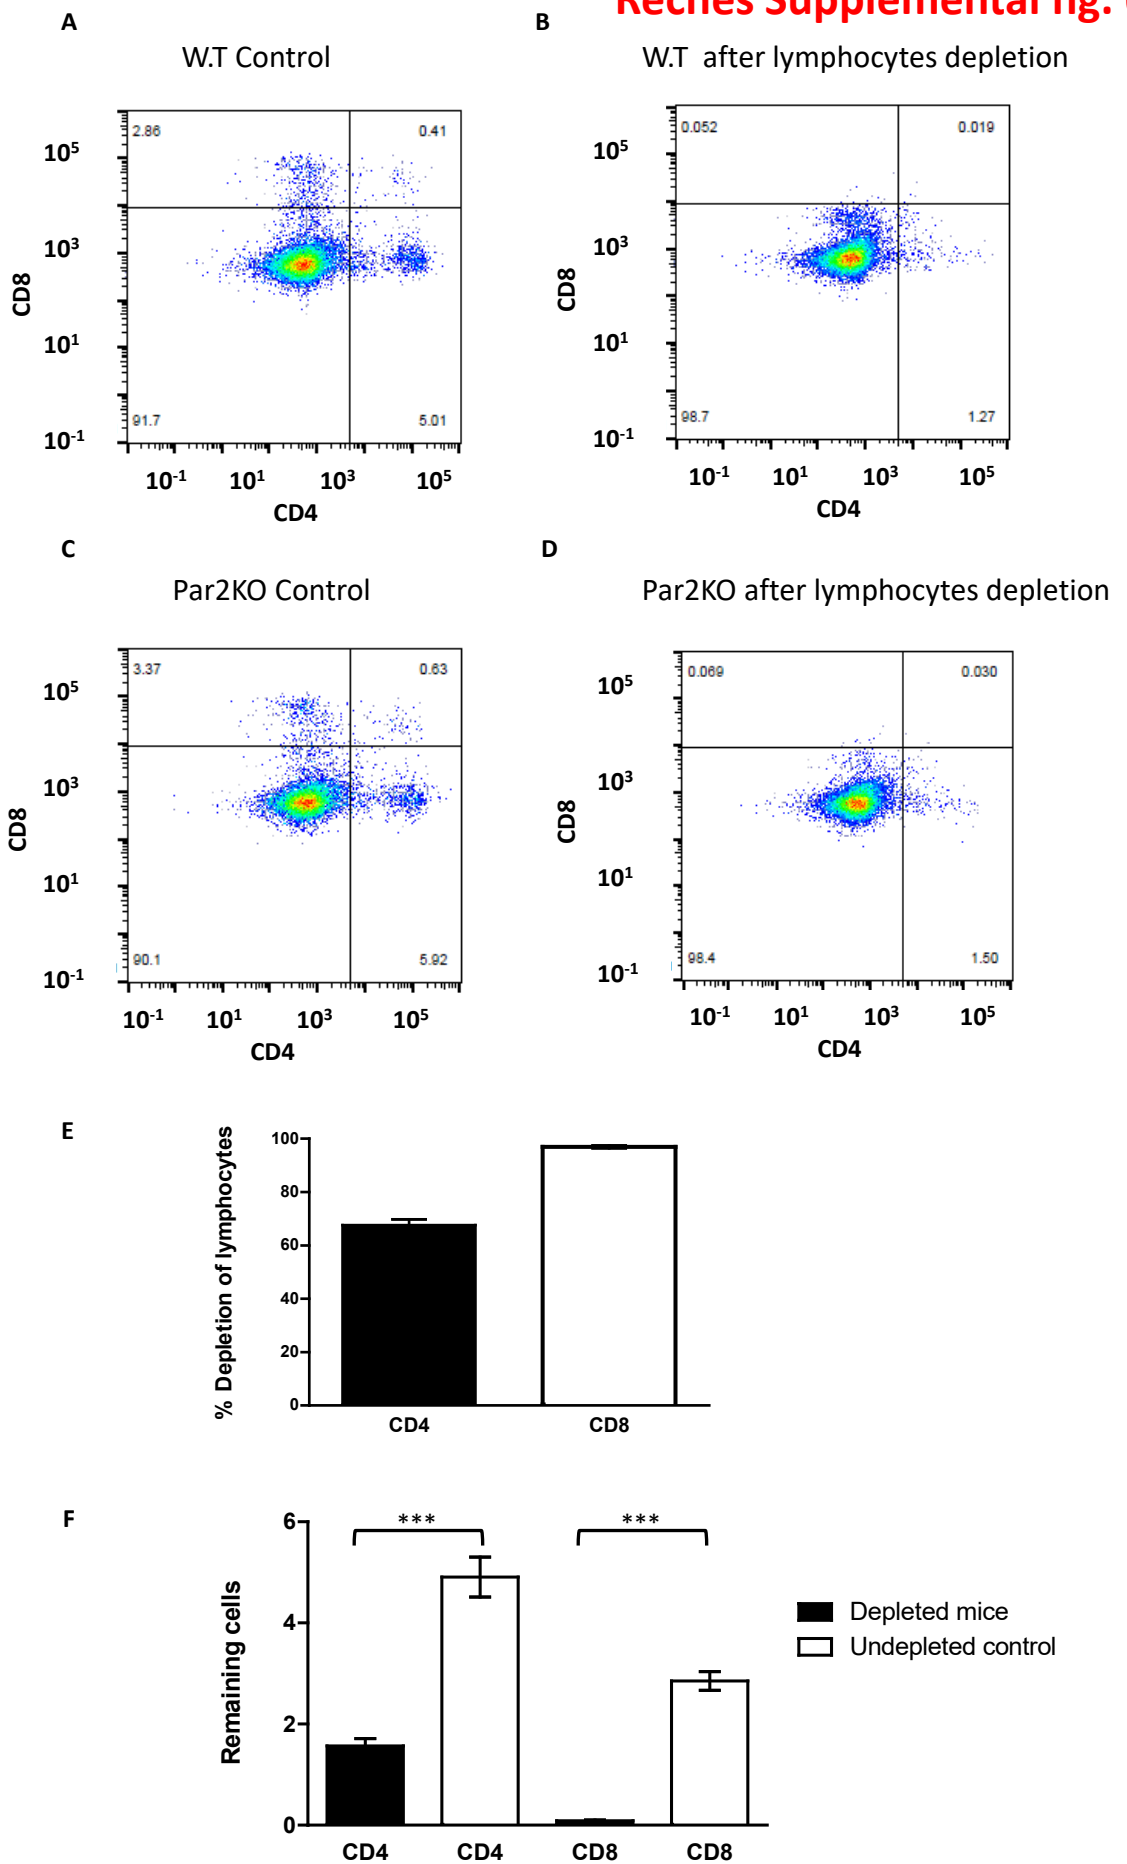 Reches Supplemental fig.
A
B
W.T Control
W.T after lymphocytes depletion
2.86
0.41
10⁵
10³
10¹
10⁻¹
CD8
91.7
5.01
10⁻¹ 10¹ 10³ 10⁵
CD4
0.052
0.019
10⁵
10³
10¹
10⁻¹
CD8
98.7
1.27
10⁻¹ 10¹ 10³ 10⁵
CD4
C
D
Par2KO Control
Par2KO after lymphocytes depletion
3.37
0.63
10⁵
10³
10¹
10⁻¹
CD8
90.1
5.92
10⁻¹ 10¹ 10³ 10⁵
CD4
0.069
0.030
10⁵
10³
10¹
10⁻¹
CD8
98.4
1.50
10⁻¹ 10¹ 10³ 10⁵
CD4
E
% Depletion of lymphocytes
100
80
60
40
20
0
CD4 CD8
F
Remaining cells
6
4
2
0
*** ***
CD4 CD4 CD8 CD8
Depleted mice
Undepleted control